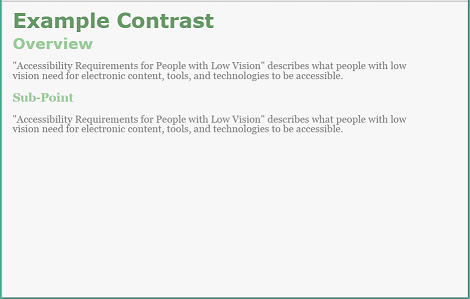 Example Contrast
Overview
"Accessibility Requirements for People with Low Vision" describes what people with low
vision need for electronic content, tools, and technologies to be accessible.
Sub-Point
"Accessibility Requirements for People with Low Vision" describes what people with low
vision need for electronic content, tools, and technologies to be accessible.